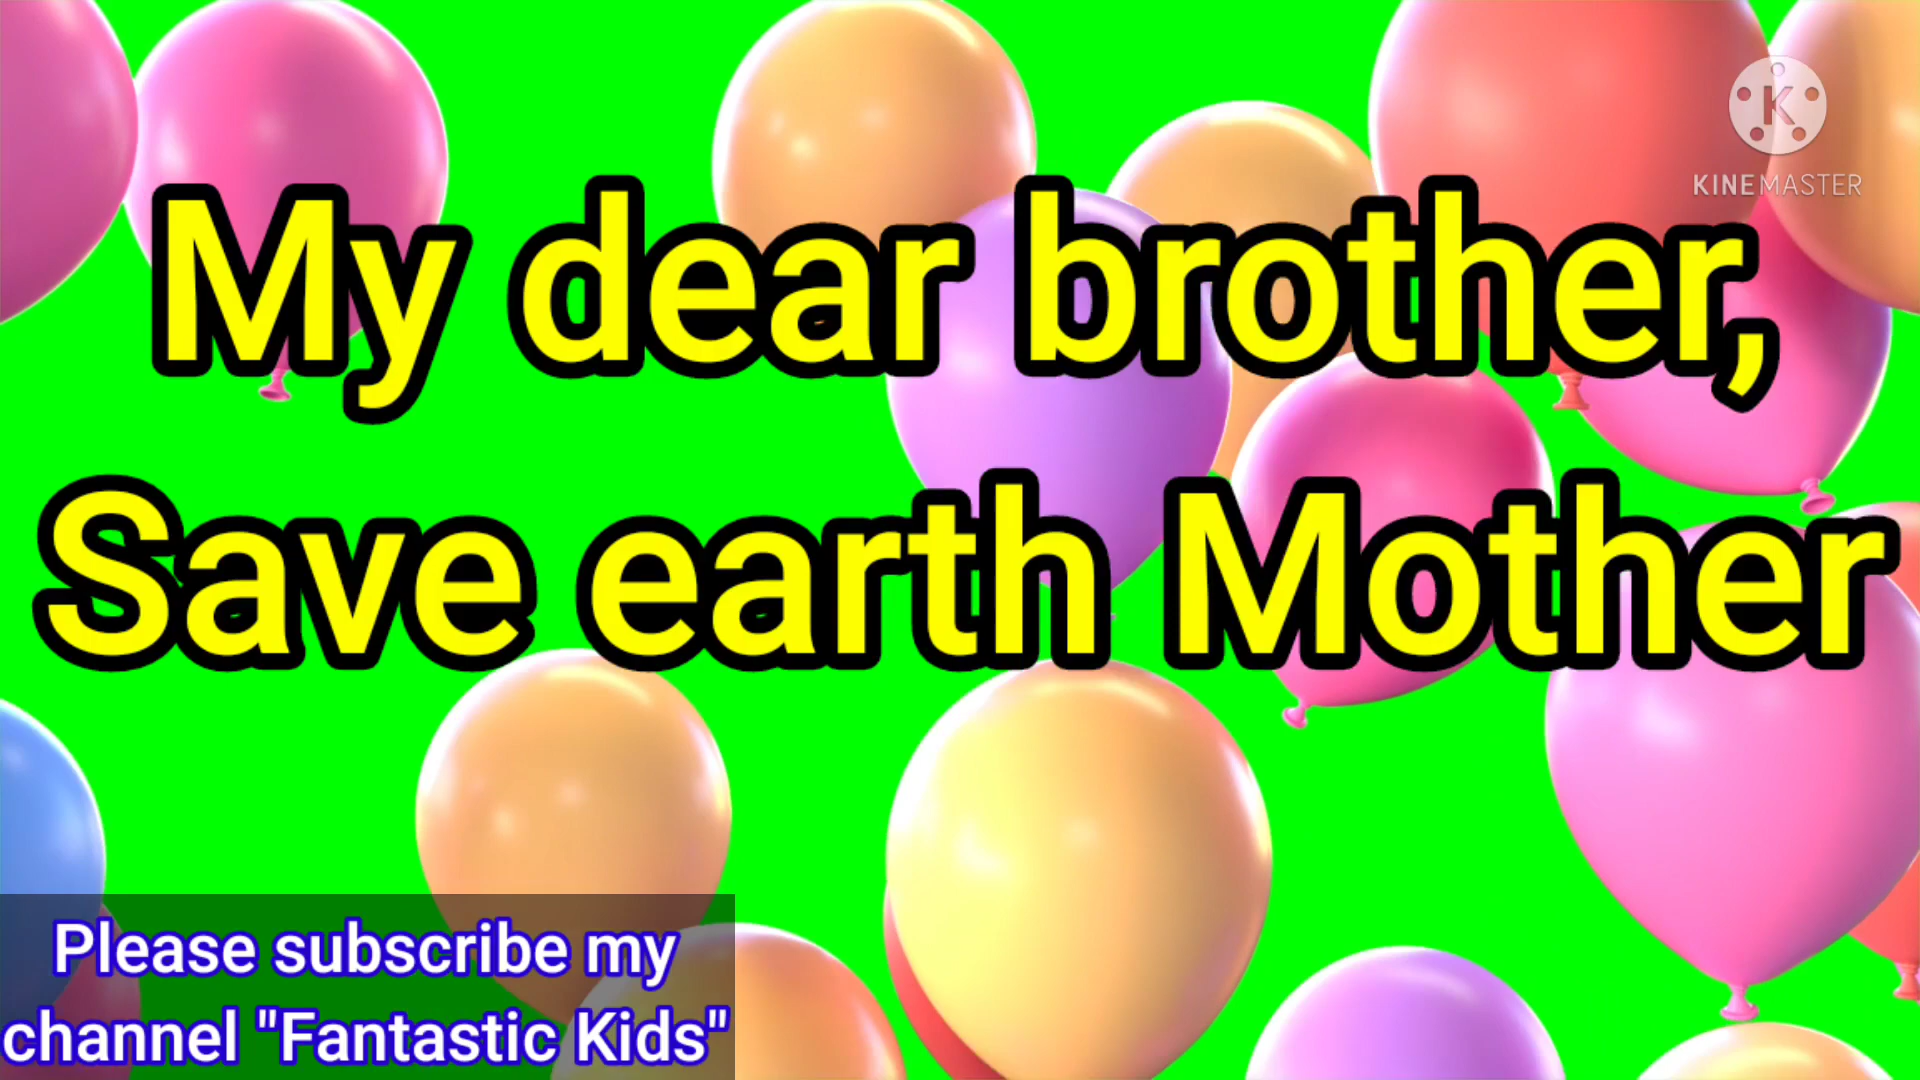 K
KINEMASTER
My dear brother,
Save earth Mother
Please subscribe my
channel "Fantastic Kids"